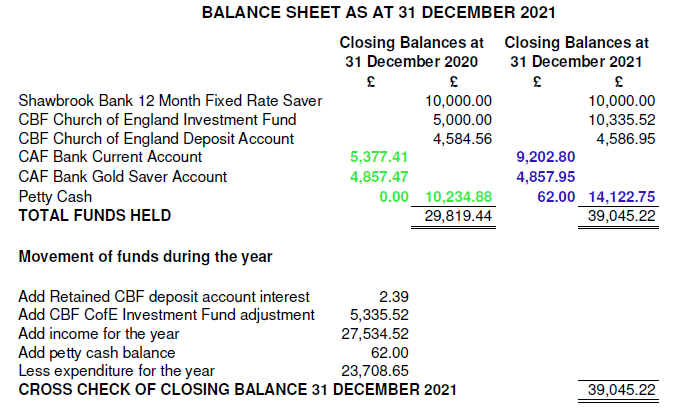 BALANCE SHEET AS AT 31 DECEMBER 2021
Closing Balances at Closing Balances at
31 December 2020 31 December 2021
£ £ £ £
Shawbrook Bank 12 Month Fixed Rate Saver 10,000.00 10,000.00
CBF Church of England Investment Fund 5,000.00 10,335.52
CBF Church of England Deposit Account 4,584.56 4,586.95
CAF Bank Current Account 5,377.41 9,202.80
CAF Bank Gold Saver Account 4,857.47 4,857.95
Petty Cash 0.00 10,234.88 62.00 14,122.75
TOTAL FUNDS HELD 29,819.44 39,045.22
Movement of funds during the year
Add Retained CBF deposit account interest 2.39
Add CBF CofE Investment Fund adjustment 5,335.52
Add income for the year 27,534.52
Add petty cash balance 62.00
Less expenditure for the year 23,708.65
CROSS CHECK OF CLOSING BALANCE 31 DECEMBER 2021 39,045.22